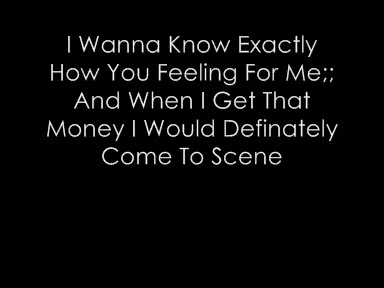 I Wanna Know Exactly
How You Feeling For Me;;
And When I Get That
Money I Would Definately
Come To Scene